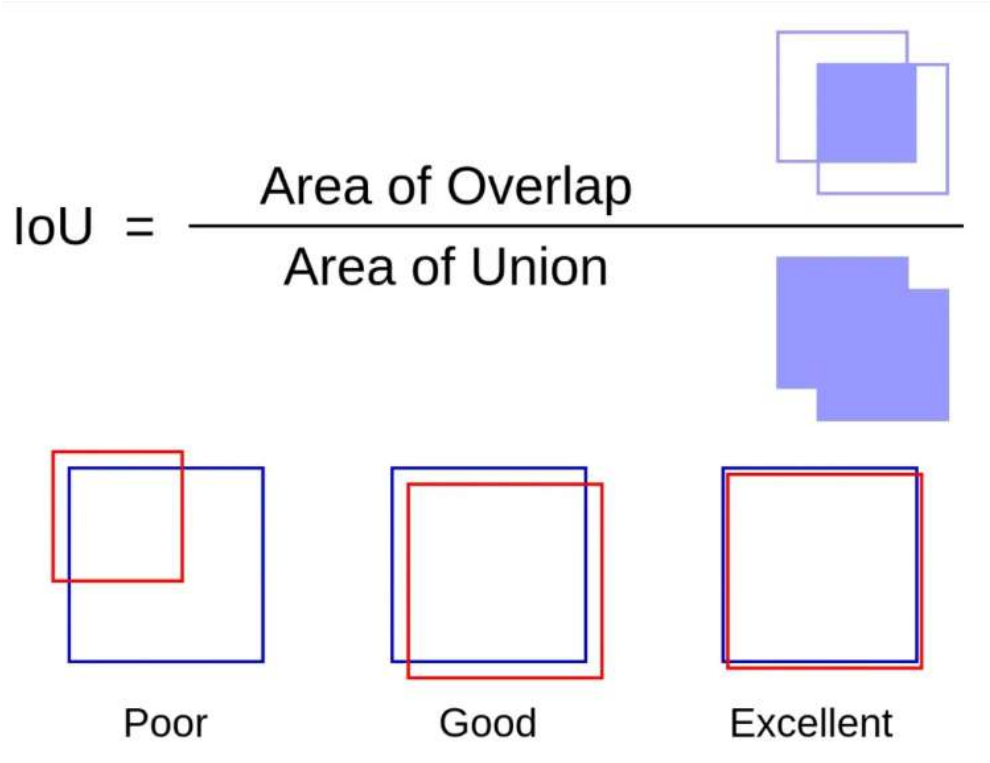 Area of Overlap
IoU =
Area of Union
Poor
Good
Excellent